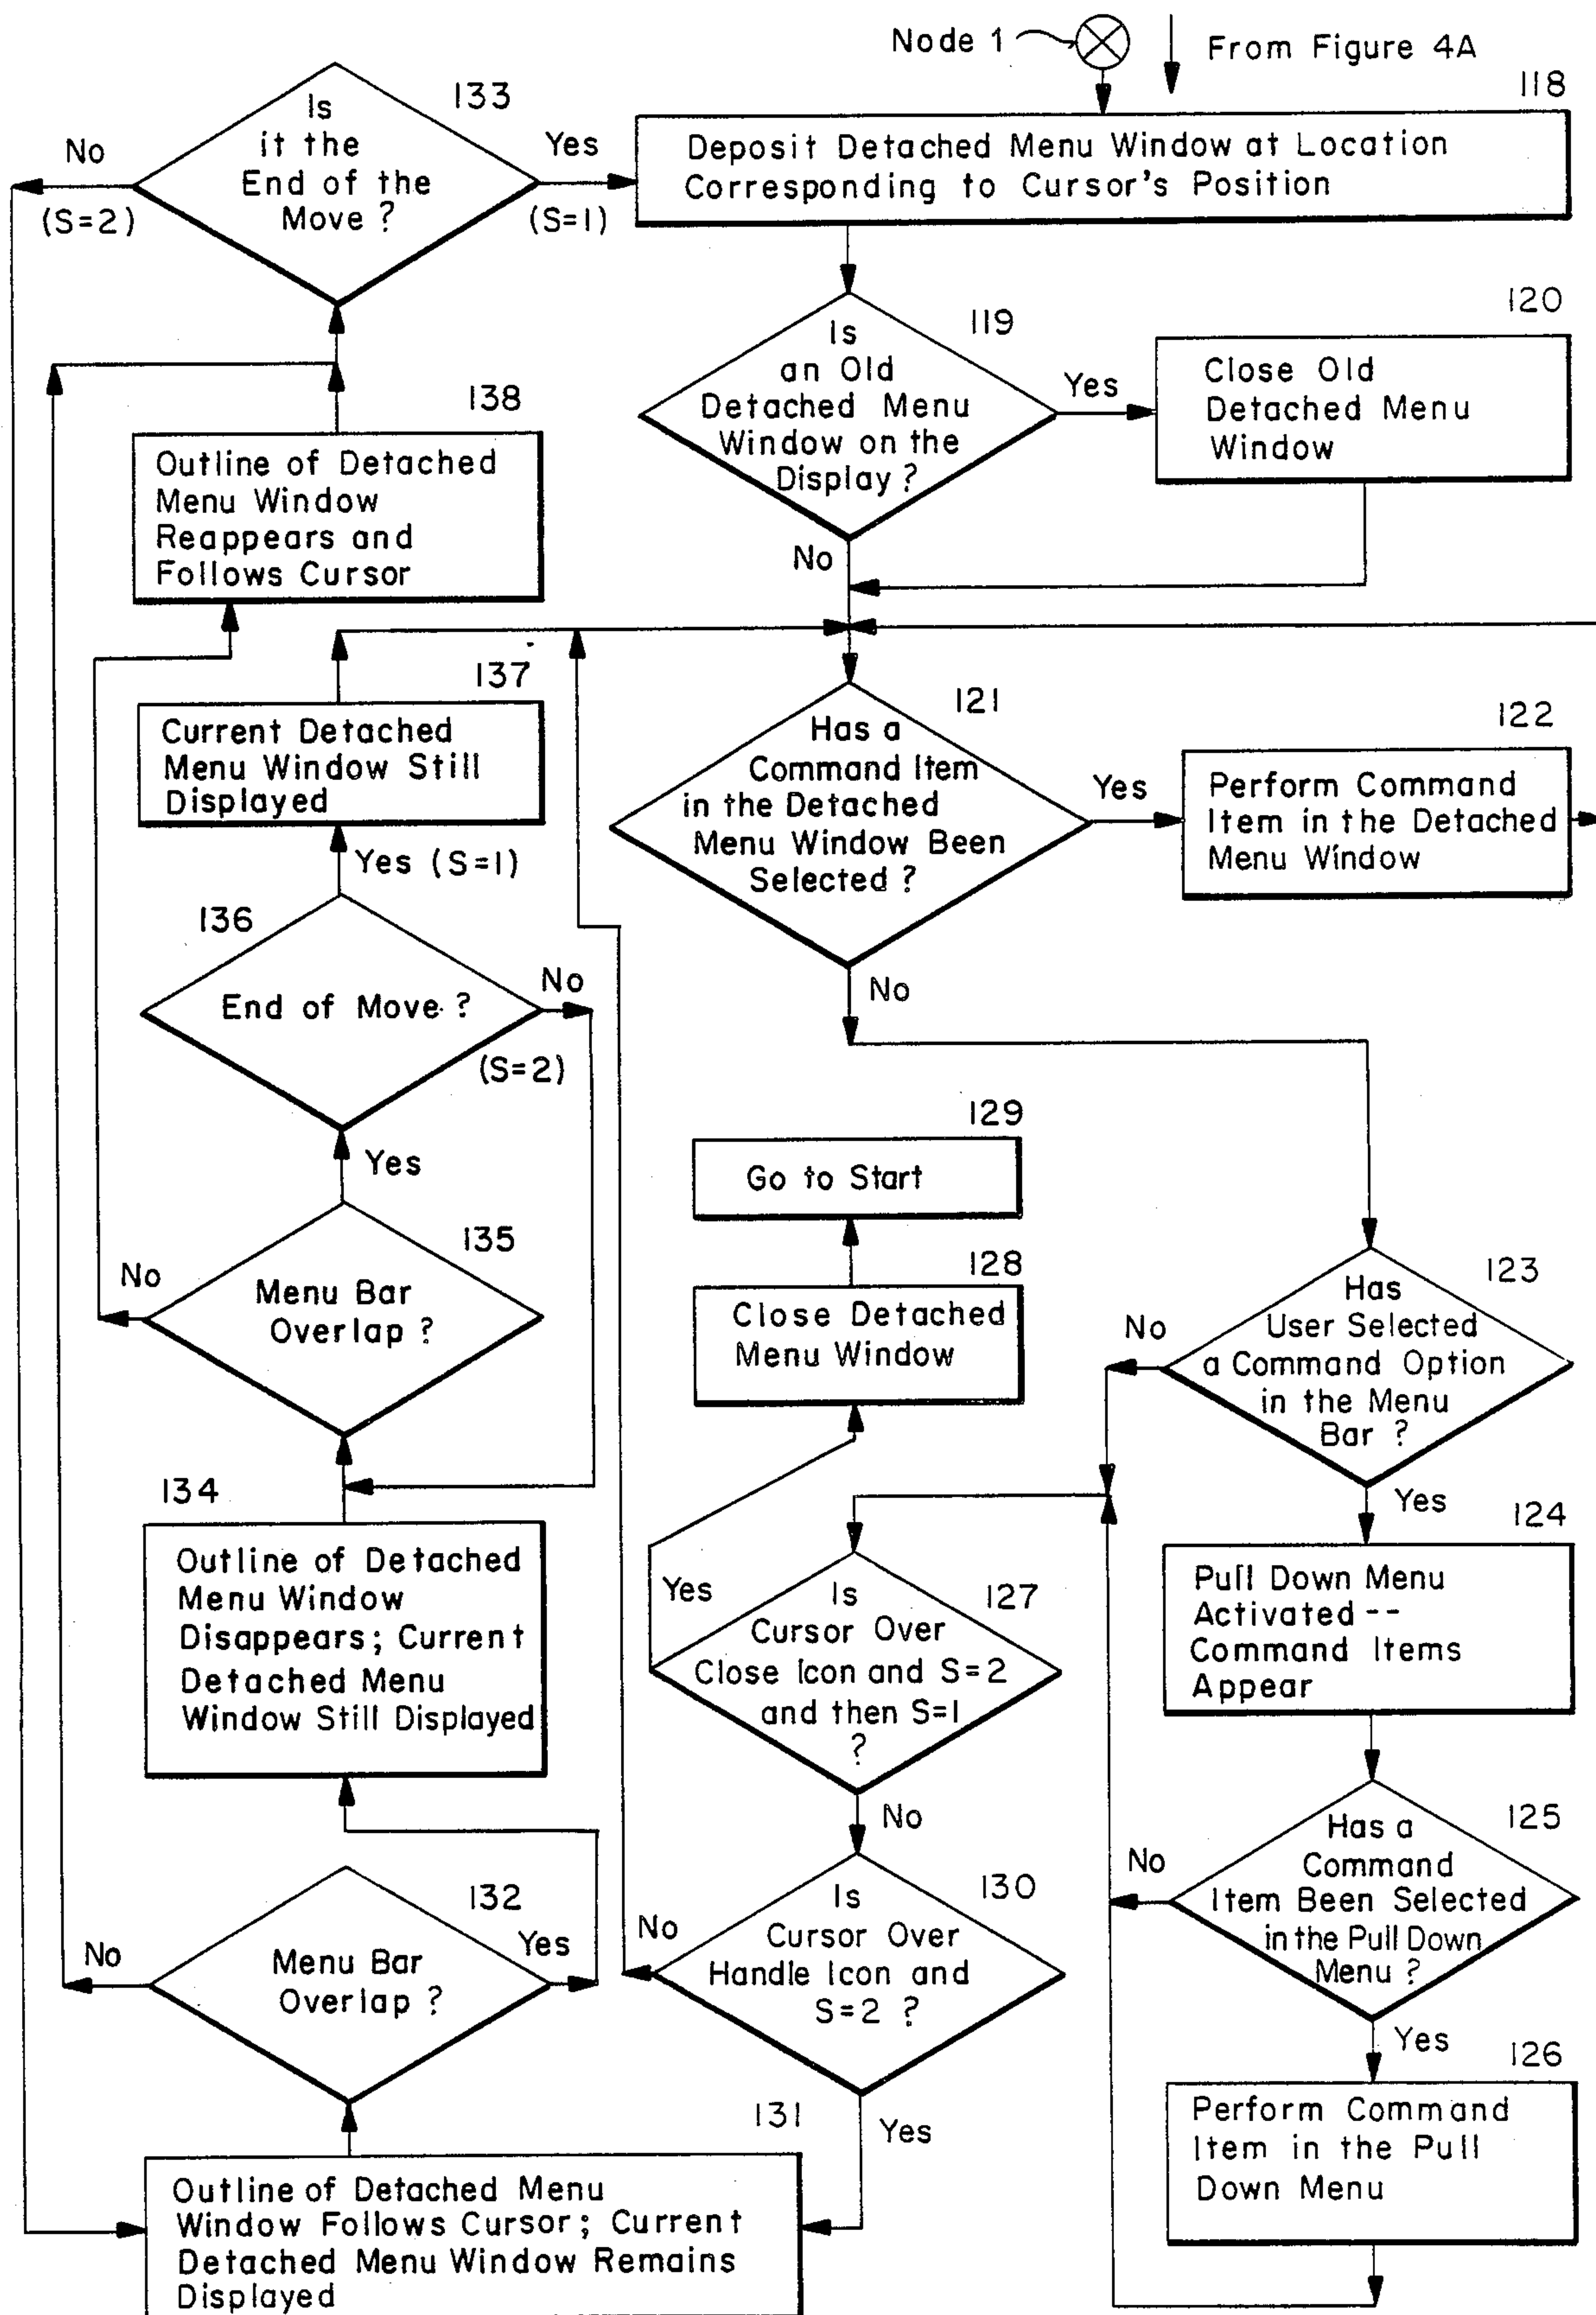 Node 1
From Figure 4A
118
Deposit Detached Menu Window at Location
Corresponding to Cursor's Position
133
Is
it the
End of the
Move ?
No
(S=2)
Yes
(S=1)
119
Is
an Old
Detached Menu
Window on the
Display ?
Yes
No
120
Close Old
Detached Menu
Window
138
Outline of Detached
Menu Window
Reappears and
Follows Cursor
137
Current Detached
Menu Window Still
Displayed
Yes (S=1)
121
Has a
Command Item
in the Detached
Menu Window Been
Selected ?
Yes
No
122
Perform Command
Item in the Detached
Menu Window
136
End of Move ?
No
(S=2)
Yes
135
Menu Bar
Overlap ?
No
129
Go to Start
128
Close Detached
Menu Window
123
Has
User Selected
a Command Option
in the Menu
Bar ?
No
Yes
134
Outline of Detached
Menu Window
Disappears; Current
Detached Menu
Window Still Displayed
127
Is
Cursor Over
Close Icon and S=2
and then S=1
?
Yes
No
124
Pull Down Menu
Activated --
Command Items
Appear
125
Has a
Command
Item Been Selected
in the Pull Down
Menu ?
No
Yes
132
Menu Bar
Overlap ?
No
Yes
130
Is
Cursor Over
Handle Icon and
S=2 ?
No
Yes
126
Perform Command
Item in the Pull
Down Menu
131
Outline of Detached Menu
Window Follows Cursor; Current
Detached Menu Window Remains
Displayed